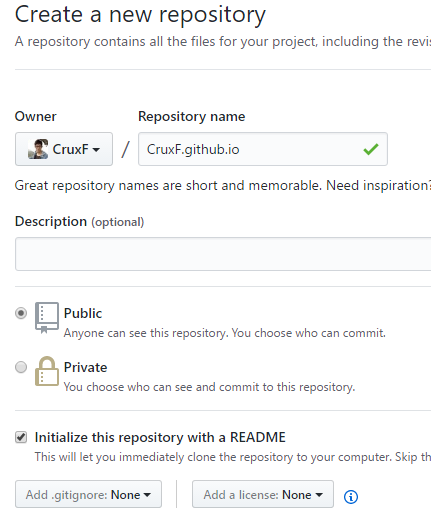 Create a new repository
A repository contains all the files for your project, including the revis
Owner
Repository name
CruxF
/
CruxF.github.io
Great repository names are short and memorable. Need inspiration?
Description (optional)
Public
Anyone can see this repository. You choose who can commit.
Private
You choose who can see and commit to this repository.
Initialize this repository with a README
This will let you immediately clone the repository to your computer. Skip th
Add .gitignore: None
Add a license: None